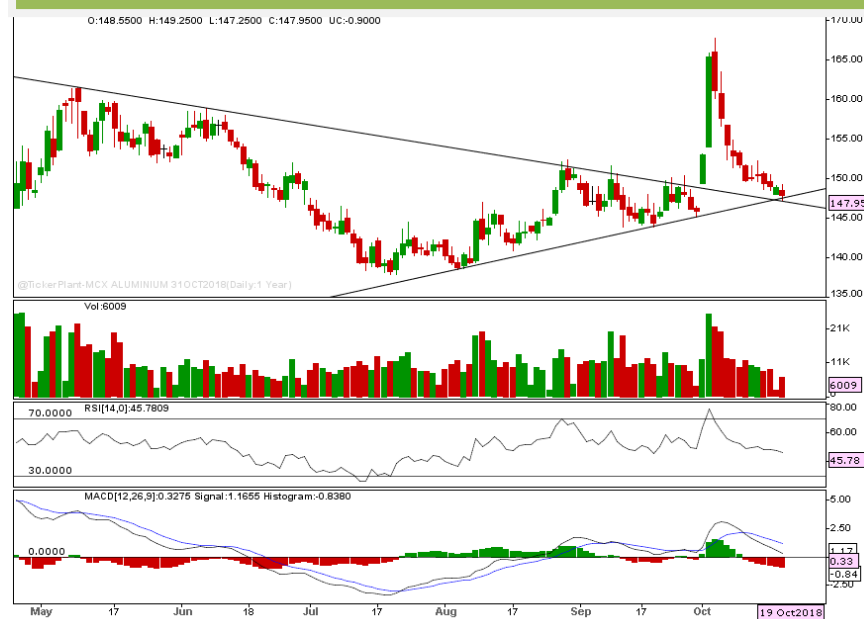 O:148.5500 H:149.2500 L:147.2500 C:147.9500 UC:-0.9000
170.00
165.00
160.00
155.00
150.00
147.95
145.00
140.00
135.00
@TickerPlant-MCX ALUMINIUM 31OCT2018(Daily:1 Year)
Vol:6009
21K
11K
6009
0
RSI[14,0]:45.7809
70.0000
30.0000
80.00
60.00
45.78
MACD[12,26,9]:0.3275 Signal:1.1655 Histogram:-0.8380
0.0000
5.00
2.50
1.17
0.33
-0.84
-2.50
May 17 Jun 18 Jul 17 Aug 17 Sep 17 Oct 19 Oct2018